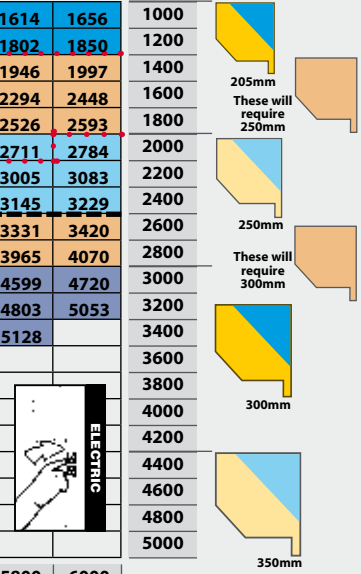 1614 1656 1000
1802 1850 1200
1946 1997 1400
2294 2448 1600
2526 2593 1800
2711 2784 2000
3005 3083 2200
3145 3229 2400
3331 3420 2600
3965 4070 2800
4599 4720 3000
4803 5053 3200
5128 3400
3600
3800
4000
4200
4400
4600
4800
5000
ELECTRIC
205mm
These will
require
250mm
250mm
These will
require
300mm
300mm
350mm